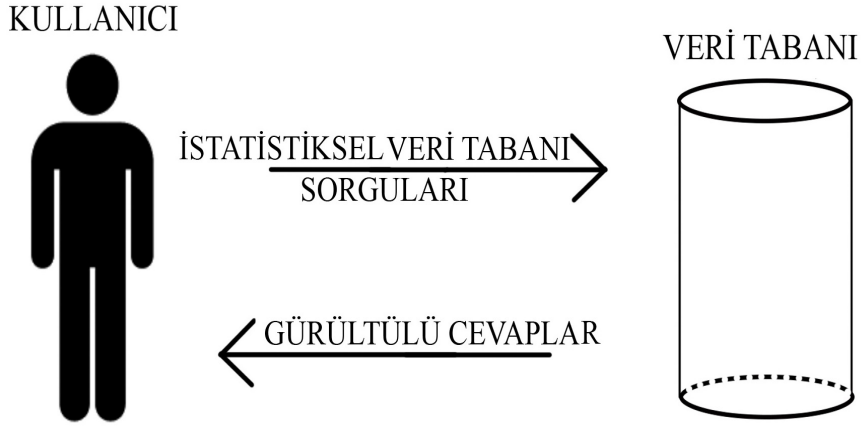 KULLANICI
VERİ TABANI
İSTATİSTİKSEL VERİ TABANI
SORGULARI
GÜRÜLTÜLÜ CEVAPLAR